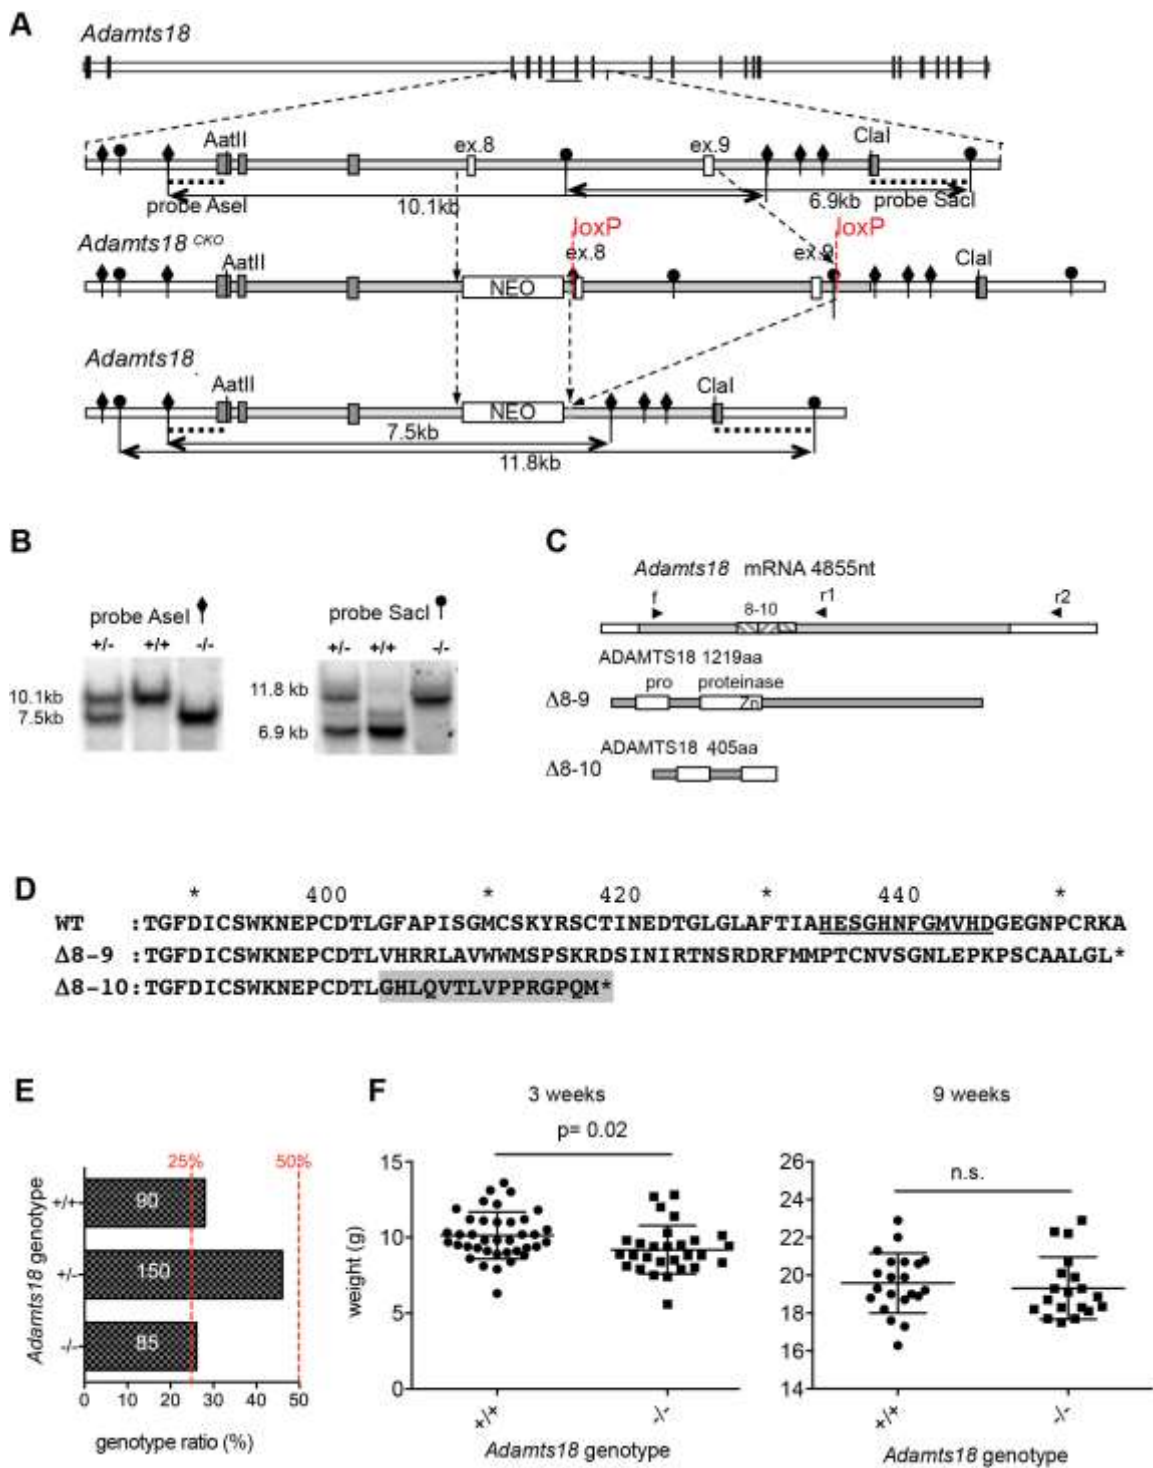 A
Adamts18
AatII
ex.8
ex.9
ClaI
probe AseI
10.1kb
6.9kb
probe SacI
Adamts18 CKO
loxP
loxP
AatII
ex.8
ex.9
ClaI
NEO
Adamts18
AatII
ClaI
NEO
7.5kb
11.8kb
B
probe AseI
+/- +/+ -/-
10.1kb
7.5kb
probe SacI
+/- +/+ -/-
11.8 kb
6.9 kb
C
Adamts18 mRNA 4855nt
f 8-10 r1 r2
ADAMTS18 1219aa
pro proteinase
Δ8-9 Zn
ADAMTS18 405aa
Δ8-10
D
* 400 * 420 * 440 *
WT :TGFDICSWKNEPCDTLGFAPISGMCSKYRSCTINEDTGLGLAFTIAHESGHNFGMVHDGEGNPCRKA
Δ8-9 :TGFDICSWKNEPCDTLVHRRLAVWWMSPSKRDSINIRTNSRDRFMMPTCNVSGNLEPKPSCAALGL*
Δ8-10:TGFDICSWKNEPCDTLGHLQVTLVPPRGPQM*
E
25% 50%
Adamts18 genotype
+/+ 90
+/- 150
-/- 85
0 10 20 30 40 50
genotype ratio (%)
F
3 weeks
p= 0.02
weight (g)
15
10
5
0
+/+ -/-
Adamts18 genotype
9 weeks
n.s.
26
24
22
20
18
16
14
+/+ -/-
Adamts18 genotype